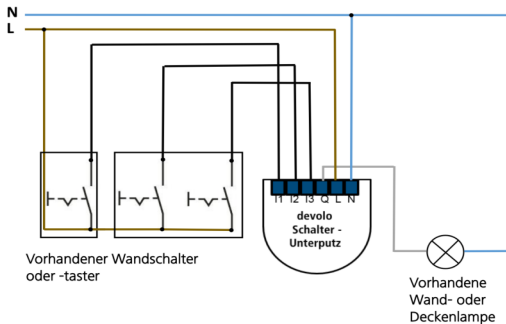 N
L
I1 I2 I3 Q L N
devolo
Schalter -
Unterputz
Vorhandener Wandschalter
oder -taster
Vorhandene
Wand- oder
Deckenlampe